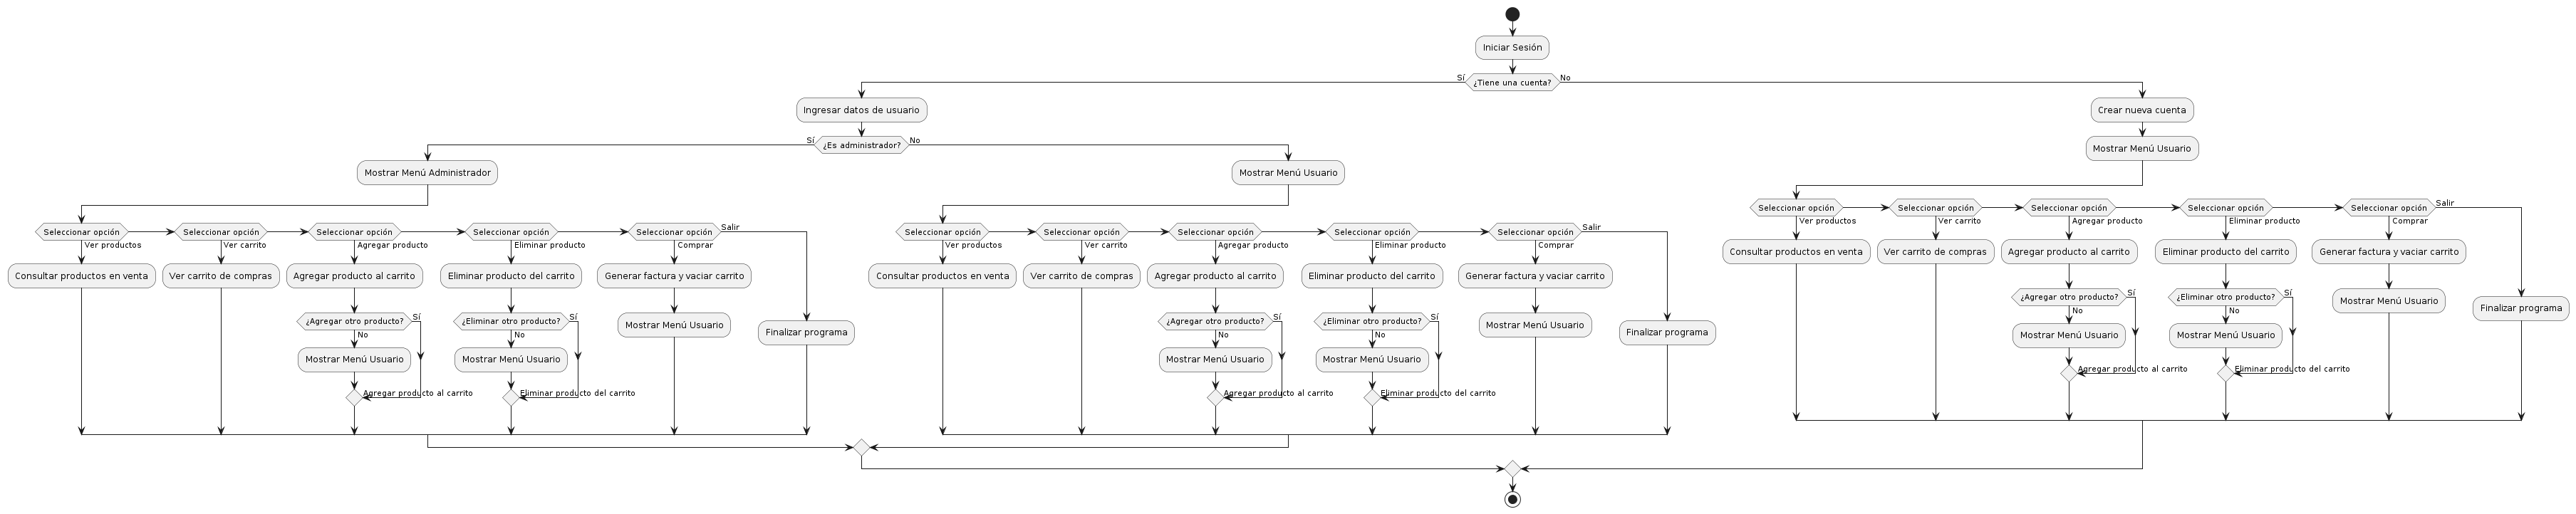 Iniciar Sesión
Sí
¿Tiene una cuenta?
No
Ingresar datos de usuario
Crear nueva cuenta
Sí
¿Es administrador?
No
Mostrar Menú Usuario
Mostrar Menú Administrador
Mostrar Menú Usuario
Seleccionar opción
Seleccionar opción
Seleccionar opción
Seleccionar opción
Seleccionar opción
Salir
Ver productos
Ver carrito
Agregar producto
Eliminar producto
Comprar
Consultar productos en venta
Ver carrito de compras
Agregar producto al carrito
Eliminar producto del carrito
Generar factura y vaciar carrito
¿Agregar otro producto?
Sí
No
¿Eliminar otro producto?
Sí
No
Mostrar Menú Usuario
Finalizar programa
Mostrar Menú Usuario
Mostrar Menú Usuario
Agregar producto al carrito
Eliminar producto del carrito
Seleccionar opción
Seleccionar opción
Seleccionar opción
Seleccionar opción
Seleccionar opción
Salir
Ver productos
Ver carrito
Agregar producto
Eliminar producto
Comprar
Consultar productos en venta
Ver carrito de compras
Agregar producto al carrito
Eliminar producto del carrito
Generar factura y vaciar carrito
¿Agregar otro producto?
Sí
No
¿Eliminar otro producto?
Sí
No
Mostrar Menú Usuario
Finalizar programa
Mostrar Menú Usuario
Mostrar Menú Usuario
Agregar producto al carrito
Eliminar producto del carrito
Seleccionar opción
Seleccionar opción
Seleccionar opción
Seleccionar opción
Seleccionar opción
Salir
Ver productos
Ver carrito
Agregar producto
Eliminar producto
Comprar
Consultar productos en venta
Ver carrito de compras
Agregar producto al carrito
Eliminar producto del carrito
Generar factura y vaciar carrito
¿Agregar otro producto?
Sí
No
¿Eliminar otro producto?
Sí
No
Mostrar Menú Usuario
Finalizar programa
Mostrar Menú Usuario
Mostrar Menú Usuario
Agregar producto al carrito
Eliminar producto del carrito